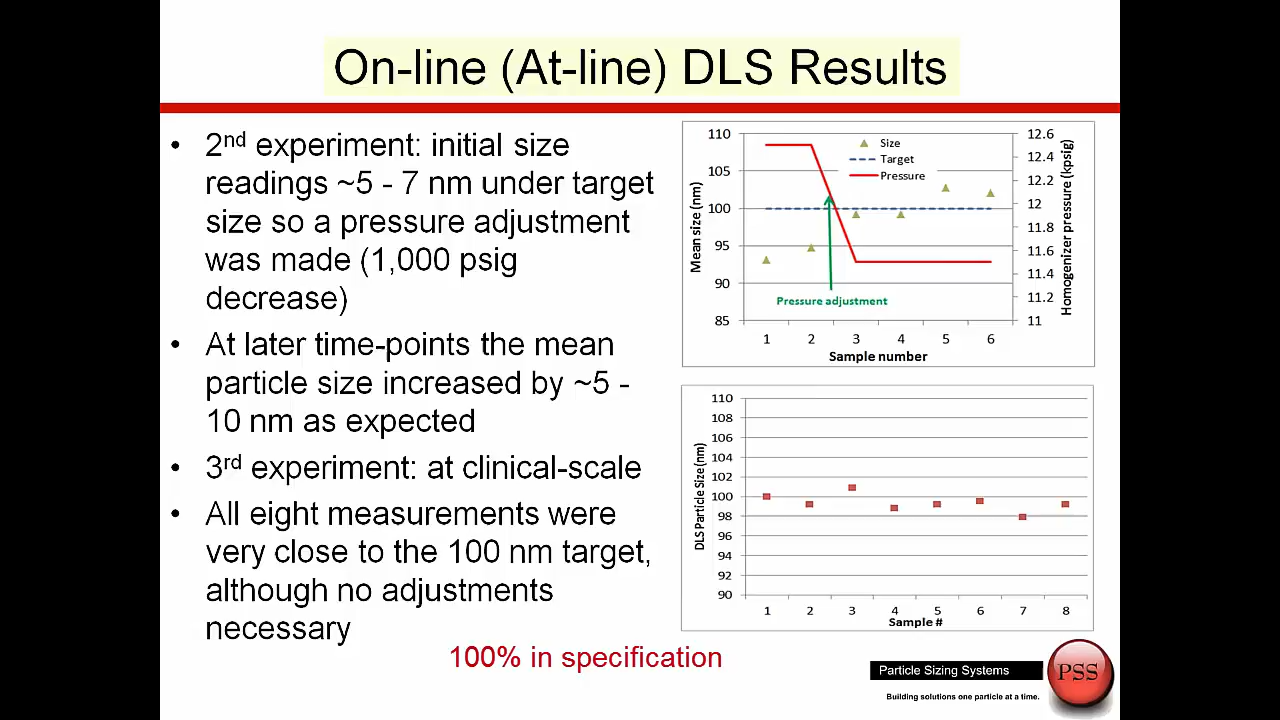 On-line (At-line) DLS Results
• 2nd experiment: initial size
readings ~5 - 7 nm under target
size so a pressure adjustment
was made (1,000 psig
decrease)
• At later time-points the mean
particle size increased by ~5 -
10 nm as expected
• 3rd experiment: at clinical-scale
• All eight measurements were
very close to the 100 nm target,
although no adjustments
necessary
100% in specification
110
105
100
95
90
85
Mean size (nm)
Size
Target
Pressure
Pressure adjustment
12.6
12.4
12.2
12
11.8
11.6
11.4
11.2
11
Homogenizer pressure (kpsig)
1 2 3 4 5 6
Sample number
110
108
106
104
102
100
98
96
94
92
90
DLS Particle Size (nm)
1 2 3 4 5 6 7 8
Sample #
Particle Sizing Systems
PSS
Building solutions one particle at a time.